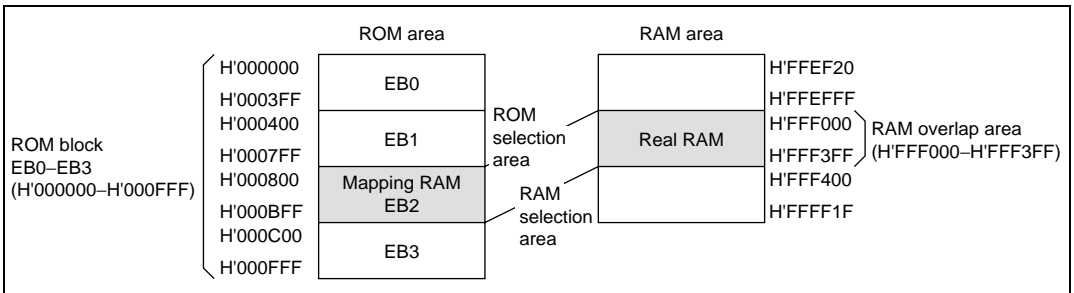 ROM area
RAM area
H'000000
EB0
H'0003FF
H'000400
EB1
H'0007FF
H'000800
Mapping RAM
EB2
H'000BFF
H'000C00
EB3
H'000FFF
ROM block
EB0–EB3
(H'000000–H'000FFF)
ROM
selection
area
RAM
selection
area
H'FFEF20
H'FFEFFF
H'FFF000
Real RAM
H'FFF3FF
H'FFF400
H'FFFF1F
RAM overlap area
(H'FFF000–H'FFF3FF)